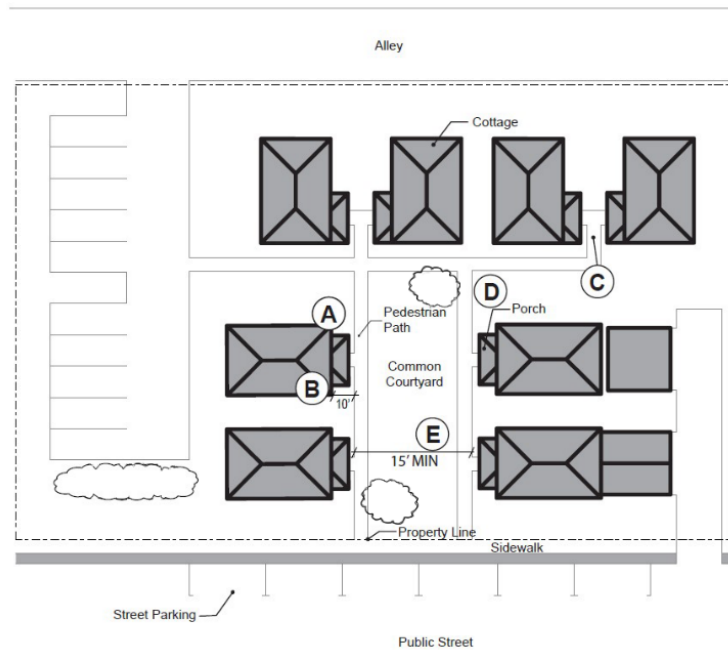 Alley
Cottage
C
D
A
Pedestrian
Path
Porch
Common
Courtyard
B
10'
E
15' MIN
Property Line
Sidewalk
Street Parking
Public Street